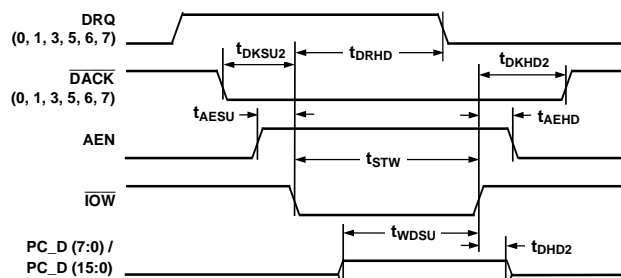 DRQ
(0, 1, 3, 5, 6, 7)
tDKSU2
tDRHD
tDKHD2
DACK
(0, 1, 3, 5, 6, 7)
tAESU
tAEHD
AEN
tSTW
IOW
tWDSU
tDHD2
PC_D (7:0) /
PC_D (15:0)